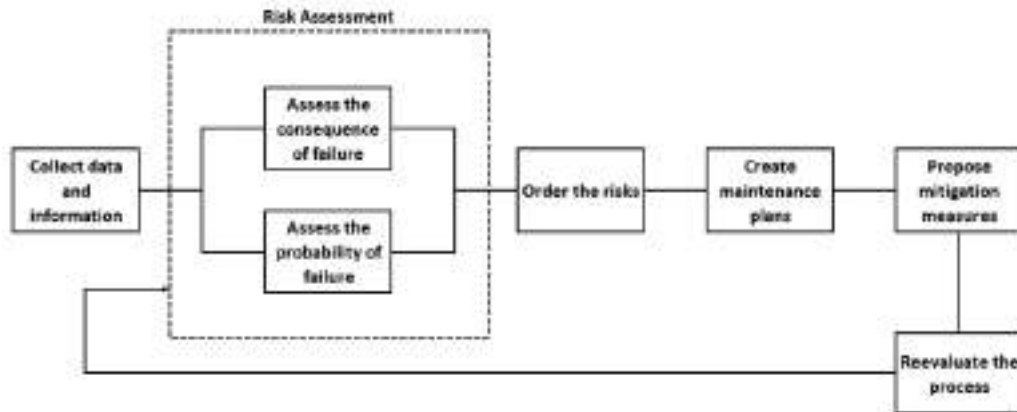 Risk Assessment
Assess the
consequence
of failure
Collect data
and
information
Assess the
probability of
failure
Order the risks
Create
maintenance
plans
Propose
mitigation
measures
Reevaluate the
process